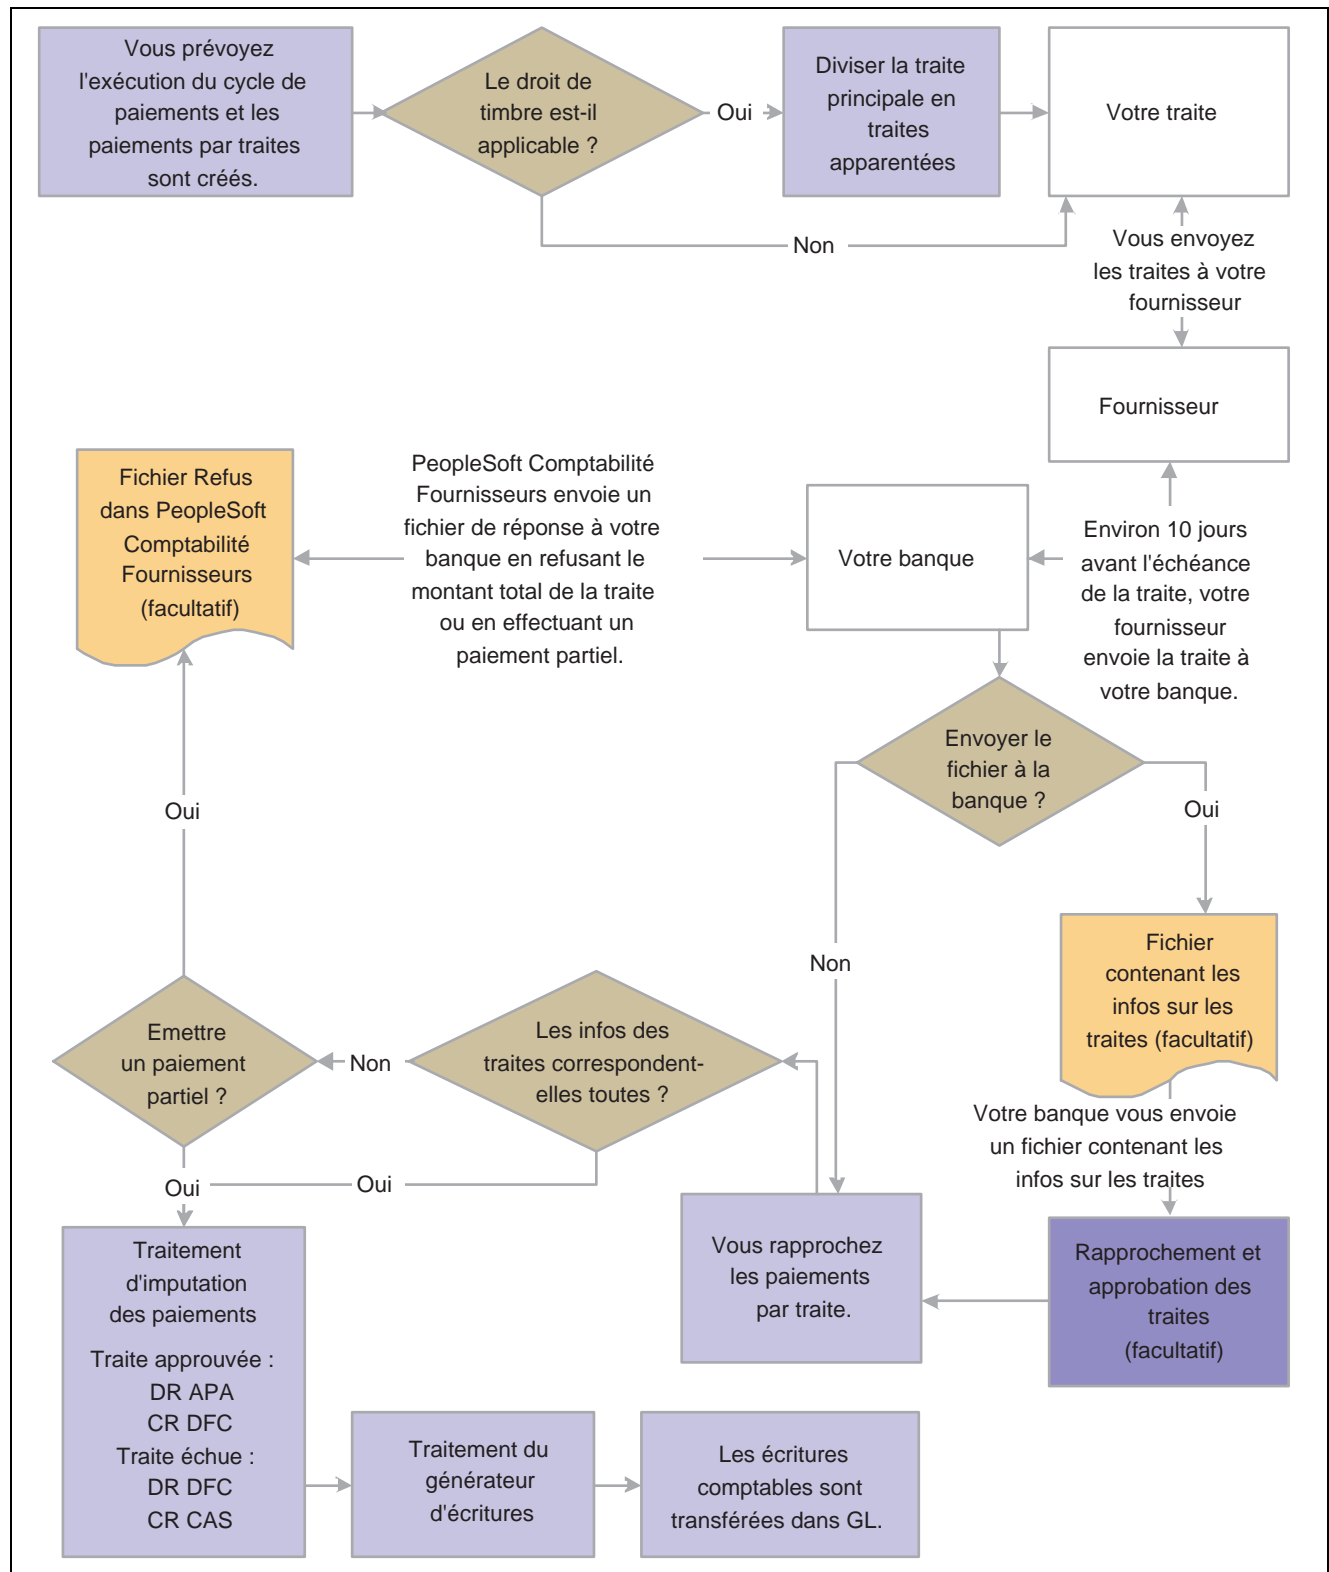 Vous prévoyez
l'exécution du cycle de
paiements et les
paiements par traites
sont créés.
Le droit de
timbre est-il
applicable ?
Oui
Diviser la traite
principale en
traites
apparentées
Votre traite
Non
Vous envoyez
les traites à votre
fournisseur
Fournisseur
Fichier Refus
dans PeopleSoft
Comptabilité
Fournisseurs
(facultatif)
PeopleSoft Comptabilité
Fournisseurs envoie un
fichier de réponse à votre
banque en refusant le
montant total de la traite
ou en effectuant un
paiement partiel.
Votre banque
Environ 10 jours
avant l'échéance
de la traite, votre
fournisseur
envoie la traite à
votre banque.
Envoyer le
fichier à la
banque ?
Oui
Oui
Non
Fichier
contenant les
infos sur les
traites (facultatif)
Emettre
un paiement
partiel ?
Non
Les infos des
traites correspondent-
elles toutes ?
Votre banque vous envoie
un fichier contenant les
infos sur les traites
Oui
Oui
Traitement
d'imputation
des paiements
Traite approuvée :
DR APA
CR DFC
Traite échue :
DR DFC
CR CAS
Vous rapprochez
les paiements
par traite.
Rapprochement et
approbation des
traites
(facultatif)
Traitement du
générateur
d'écritures
Les écritures
comptables sont
transférées dans GL.